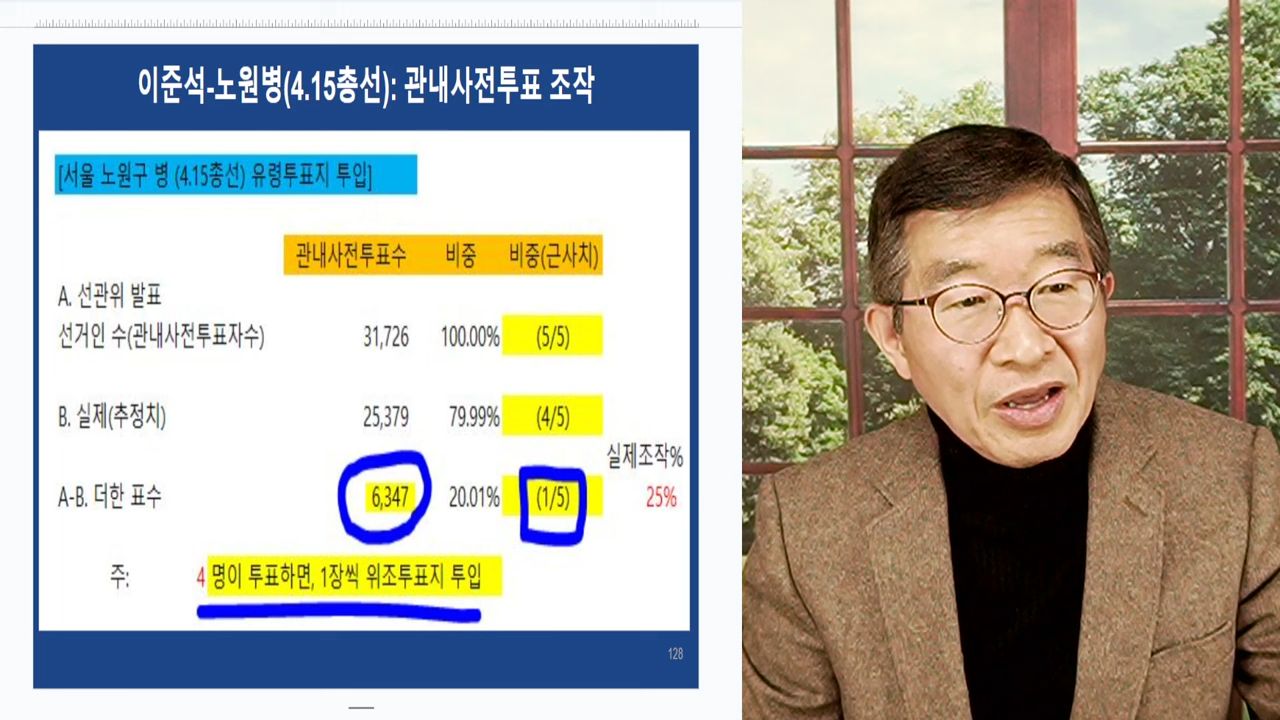 이준석-노원병(4.15총선): 관내사전투표 조작
[서울 노원구 병 (4.15총선) 유령투표지 투입]
관내사전투표수 비중 비중(근사치)
A. 선관위 발표
선거인 수(관내사전투표자수) 31,726 100.00% (5/5)
B. 실제(추정치) 25,379 79.99% (4/5)
실제조작%
A-B. 더한 표수 6,347 20.01% (1/5) 25%
주: 4 명이 투표하면, 1장씩 위조투표지 투입
128